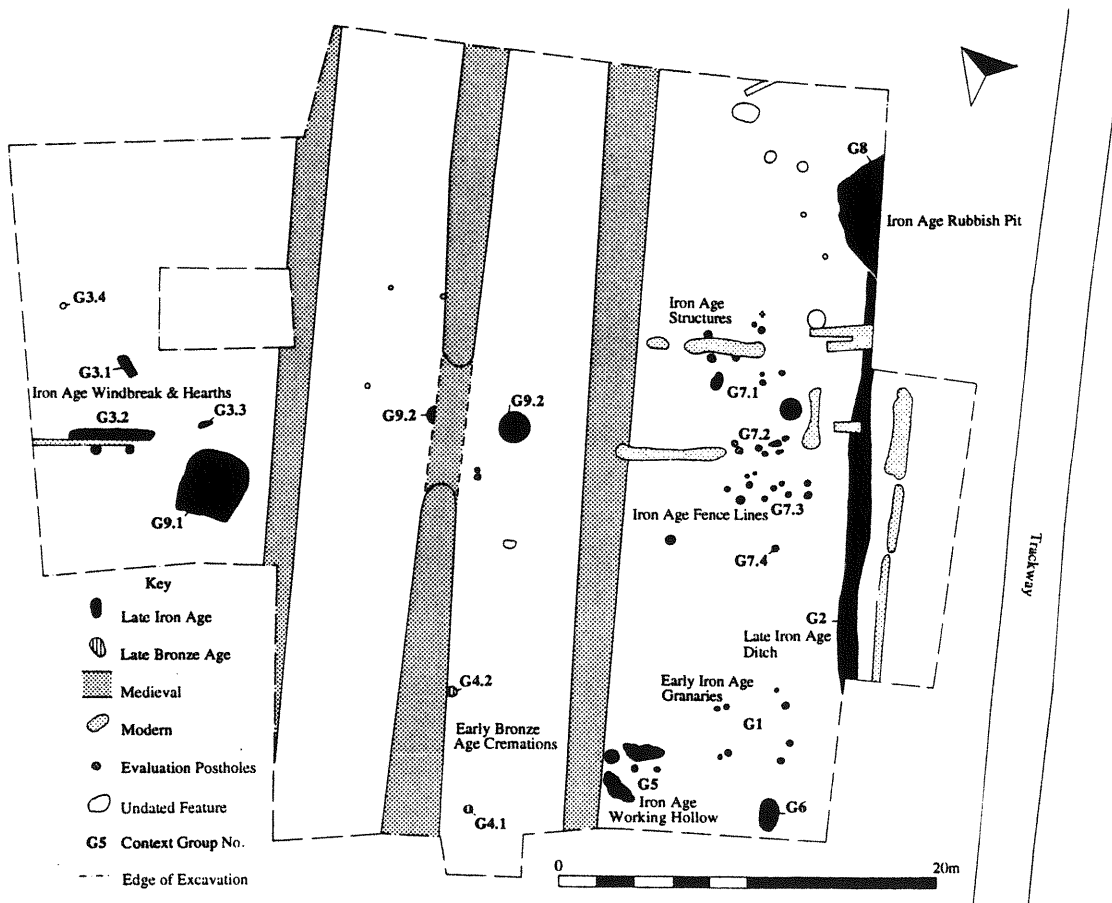 G8
Iron Age Rubbish Pit
G3.4
Iron Age
Structures
G3.1
Iron Age Windbreak & Hearths
G3.2
G3.3
G7.1
G9.2
G9.2
G7.2
G9.1
Iron Age Fence Lines
G7.3
G7.4
Trackway
G2
Late Iron Age
Ditch
Early Iron Age
Granaries
G1
G4.2
Early Bronze
Age Cremations
G5
Iron Age
Working Hollow
G6
G4.1
Key
Late Iron Age
Late Bronze Age
Medieval
Modern
Evaluation Postholes
Undated Feature
G5 Context Group No.
Edge of Excavation
0
20m